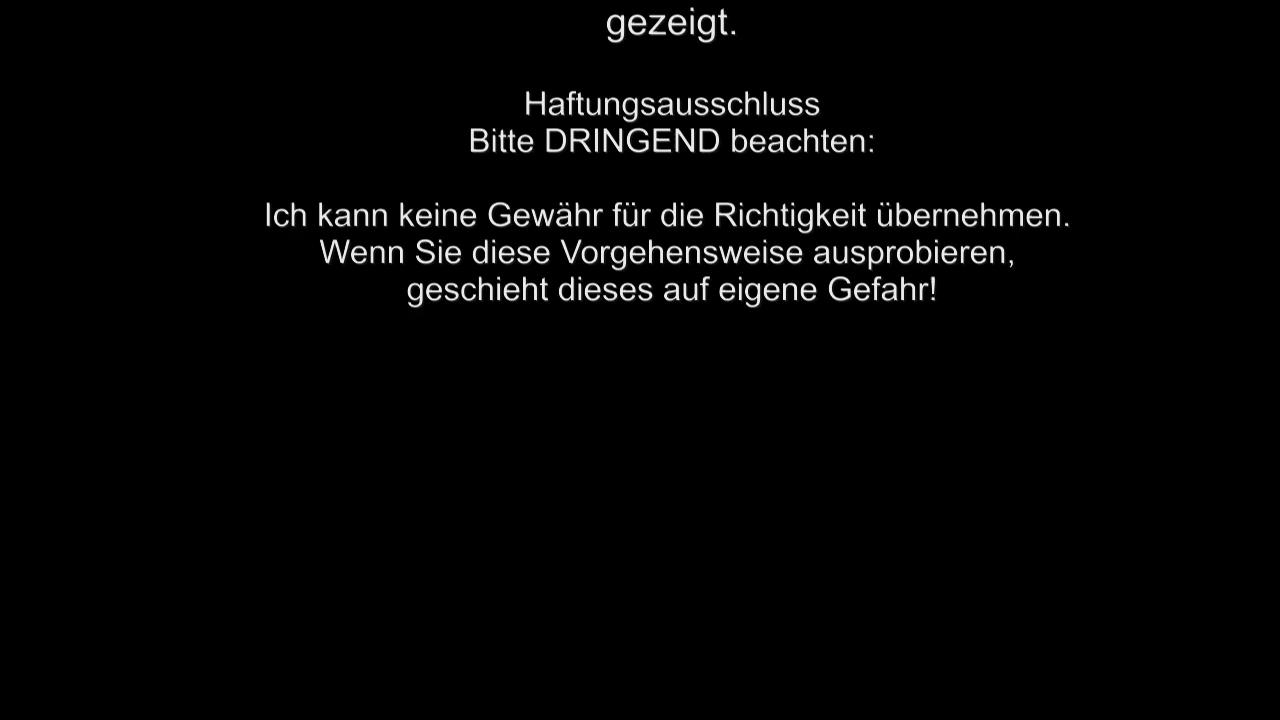 gezeigt.
Haftungsausschluss
Bitte DRINGEND beachten:
Ich kann keine Gewähr für die Richtigkeit übernehmen.
Wenn Sie diese Vorgehensweise ausprobieren,
geschieht dieses auf eigene Gefahr!